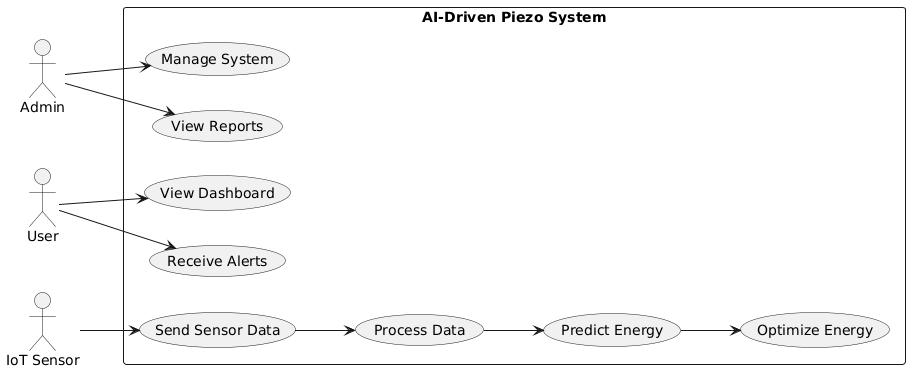 AI-Driven Piezo System
Admin
Manage System
View Reports
User
View Dashboard
Receive Alerts
IoT Sensor
Send Sensor Data
Process Data
Predict Energy
Optimize Energy